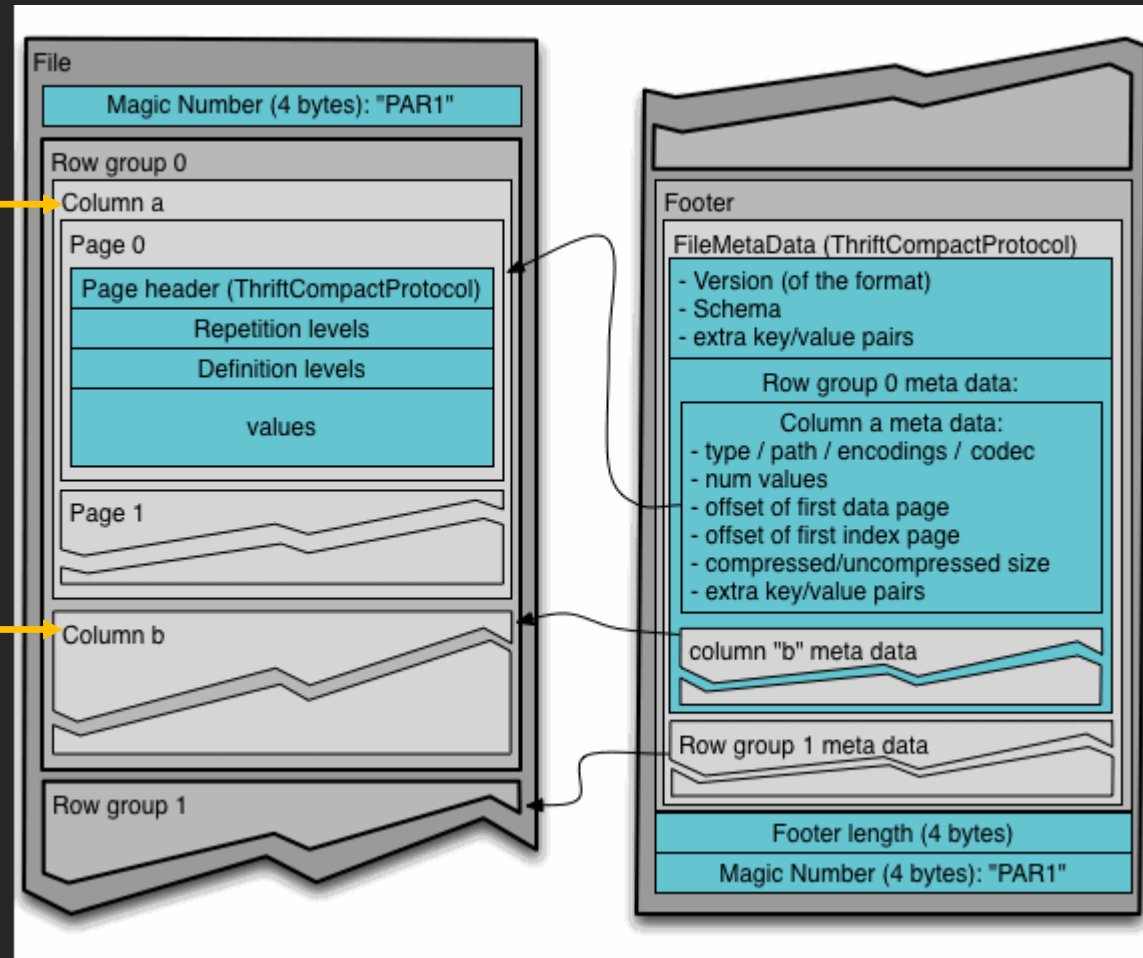 File
Magic Number (4 bytes): "PAR1"
Row group 0
Column a
Page 0
Page header (ThriftCompactProtocol)
Repetition levels
Definition levels
values
Page 1
Column b
Row group 1
Footer
FileMetaData (ThriftCompactProtocol)
- Version (of the format)
- Schema
- extra key/value pairs
Row group 0 meta data:
Column a meta data:
- type / path / encodings / codec
- num values
- offset of first data page
- offset of first index page
- compressed/uncompressed size
- extra key/value pairs
column "b" meta data
Row group 1 meta data
Footer length (4 bytes)
Magic Number (4 bytes): "PAR1"